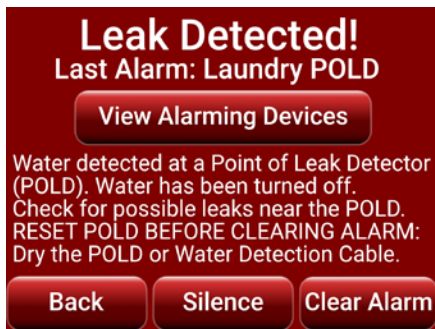 Leak Detected!
Last Alarm: Laundry POLD
View Alarming Devices
Water detected at a Point of Leak Detector
(POLD). Water has been turned off.
Check for possible leaks near the POLD.
RESET POLD BEFORE CLEARING ALARM:
Dry the POLD or Water Detection Cable.
Back Silence Clear Alarm